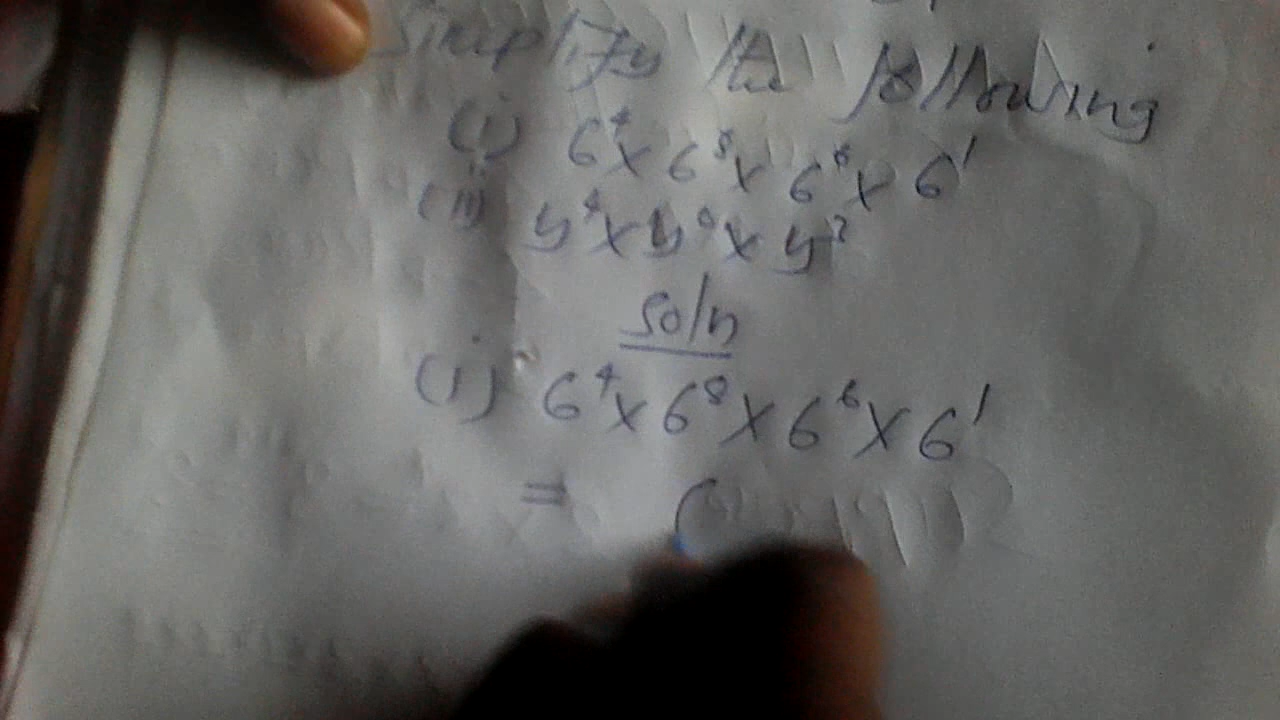 Simplify the following
(i) 6⁴ x 6⁸ x 6⁶ x 6¹
(ii) y⁴ x y⁰ x y²
soln
(i) 6⁴ x 6⁸ x 6⁶ x 6¹
=